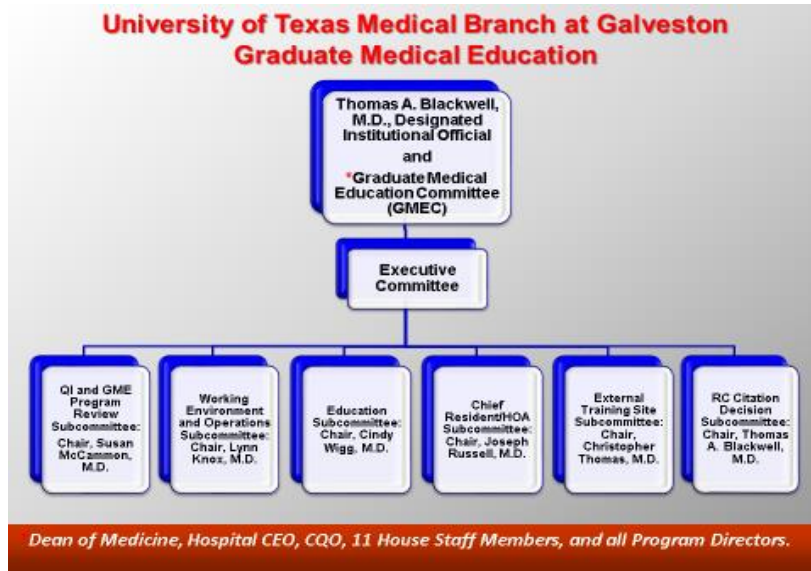 University of Texas Medical Branch at Galveston
Graduate Medical Education
Thomas A. Blackwell,
M.D., Designated
Institutional Official
and
*Graduate Medical
Education Committee
(GMEC)
Executive
Committee
QI and GME
Program
Review
Subcommittee:
Chair, Susan
McCammon,
M.D.
Working
Environment
and Operations
Subcommittee:
Chair, Lynn
Knox, M.D.
Education
Subcommittee:
Chair, Cindy
Wigg, M.D.
Chief
Resident/HOA
Subcommittee:
Chair, Joseph
Russell, M.D.
External
Training Site
Subcommittee:
Chair,
Christopher
Thomas, M.D.
RC Citation
Decision
Subcommittee:
Chair, Thomas
A. Blackwell,
M.D.
*Dean of Medicine, Hospital CEO, CQO, 11 House Staff Members, and all Program Directors.